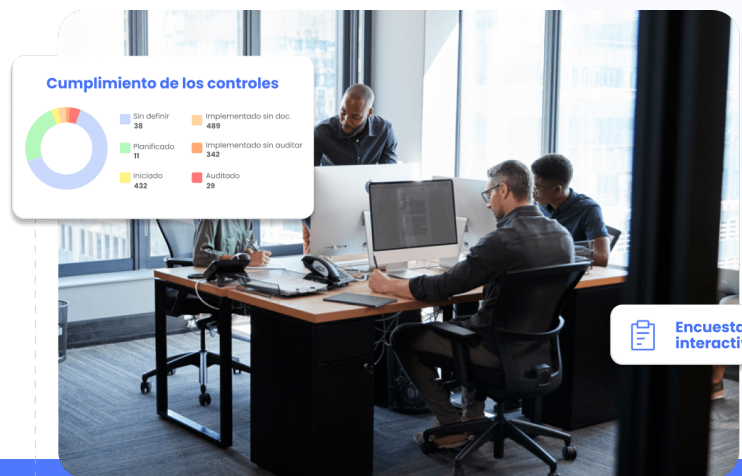 Cumplimiento de los controles
Sin definir
38
Implementado sin doc.
489
Planificado
11
Implementado sin auditar
342
Iniciado
432
Auditado
29